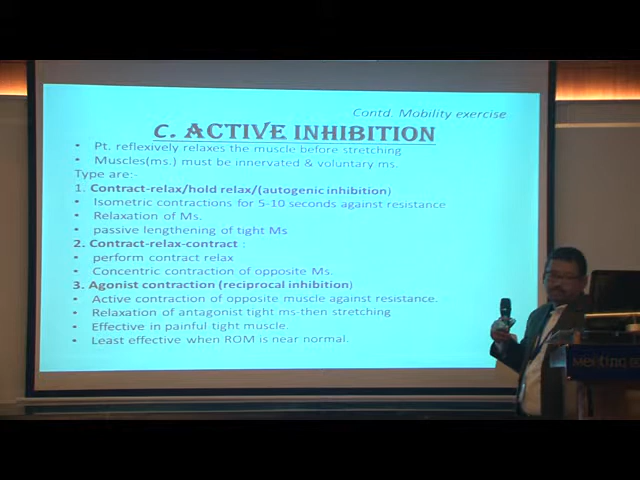 Contd. Mobility exercise
C. ACTIVE INHIBITION
• Pt. reflexively relaxes the muscle before stretching
• Muscles(ms.) must be innervated & voluntary ms.
Type are:-
1. Contract-relax/hold relax/(autogenic inhibition)
• Isometric contractions for 5-10 seconds against resistance
• Relaxation of Ms.
• passive lengthening of tight Ms
2. Contract-relax-contract :
• perform contract relax
• Concentric contraction of opposite Ms.
3. Agonist contraction (reciprocal inhibition)
• Active contraction of opposite muscle against resistance.
• Relaxation of antagonist tight ms-then stretching
• Effective in painful tight muscle.
• Least effective when ROM is near normal.
Meeting